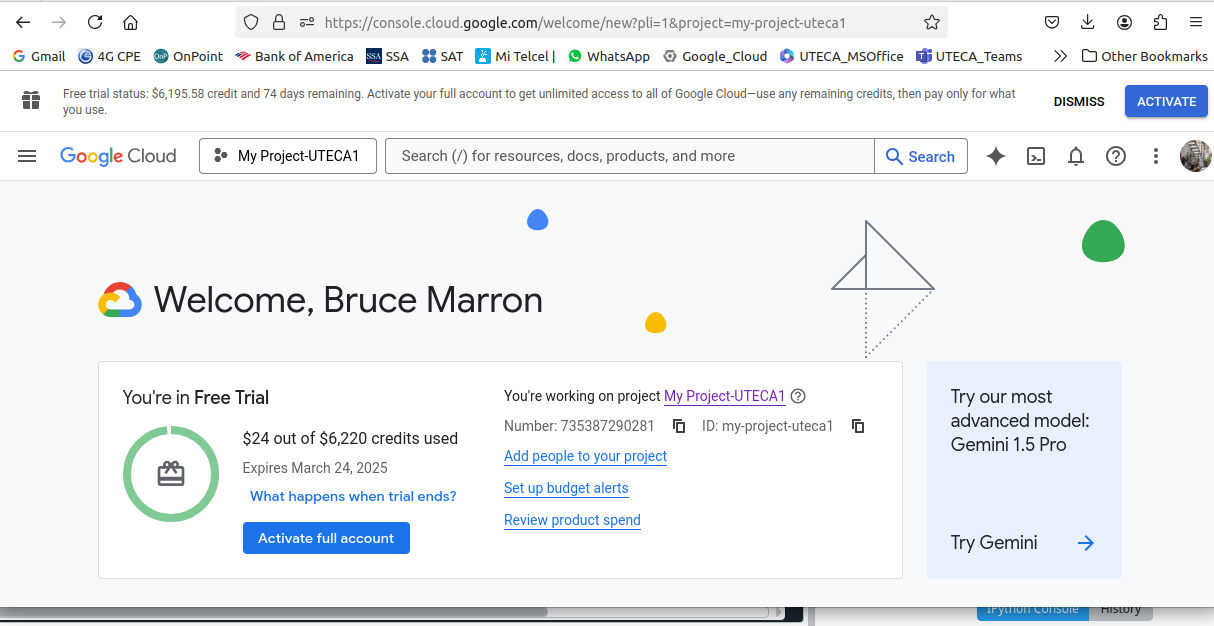 https://console.cloud.google.com/welcome/new?pli=1&project=my-project-uteca1
Gmail 4G CPE OnPoint Bank of America SSA SAT Mi Telcel | WhatsApp Google_Cloud UTECA_MSOffice UTECA_Teams Other Bookmarks
Free trial status: $6,195.58 credit and 74 days remaining. Activate your full account to get unlimited access to all of Google Cloud—use any remaining credits, then pay only for what
you use.
DISMISS
ACTIVATE
Google Cloud My Project-UTECA1 Search (/) for resources, docs, products, and more Search
Welcome, Bruce Marron
You're in Free Trial
$24 out of $6,220 credits used
Expires March 24, 2025
What happens when trial ends?
Activate full account
You're working on project My Project-UTECA1
Number: 735387290281 ID: my-project-uteca1
Add people to your project
Set up budget alerts
Review product spend
Try our most
advanced model:
Gemini 1.5 Pro
Try Gemini
IPython Console History